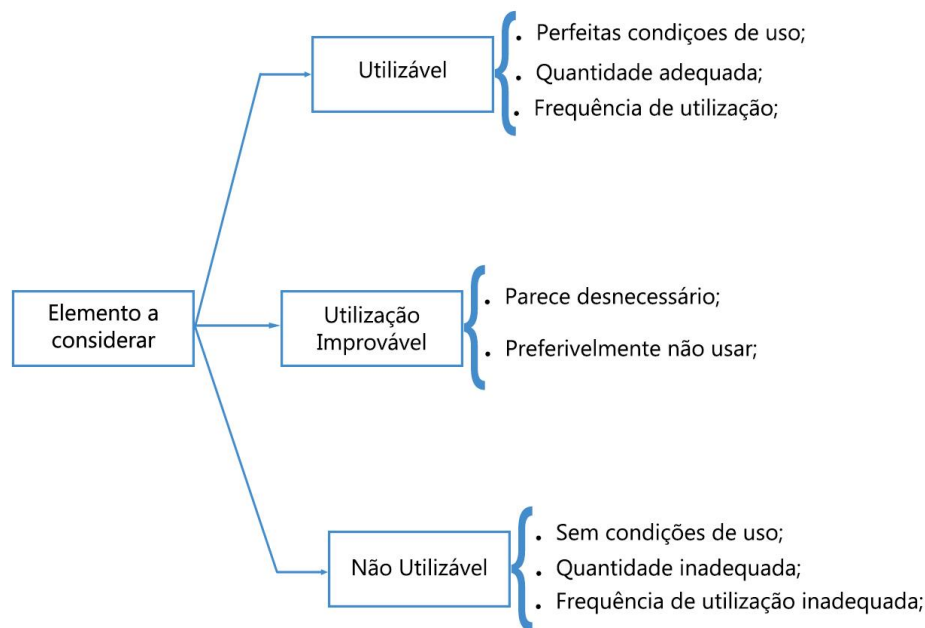 Utilizável
. Perfeitas condiçoes de uso;
. Quantidade adequada;
. Frequência de utilização;
Elemento a
considerar
Utilização
Improvável
. Parece desnecessário;
. Preferivelmente não usar;
Não Utilizável
. Sem condições de uso;
. Quantidade inadequada;
. Frequência de utilização inadequada;